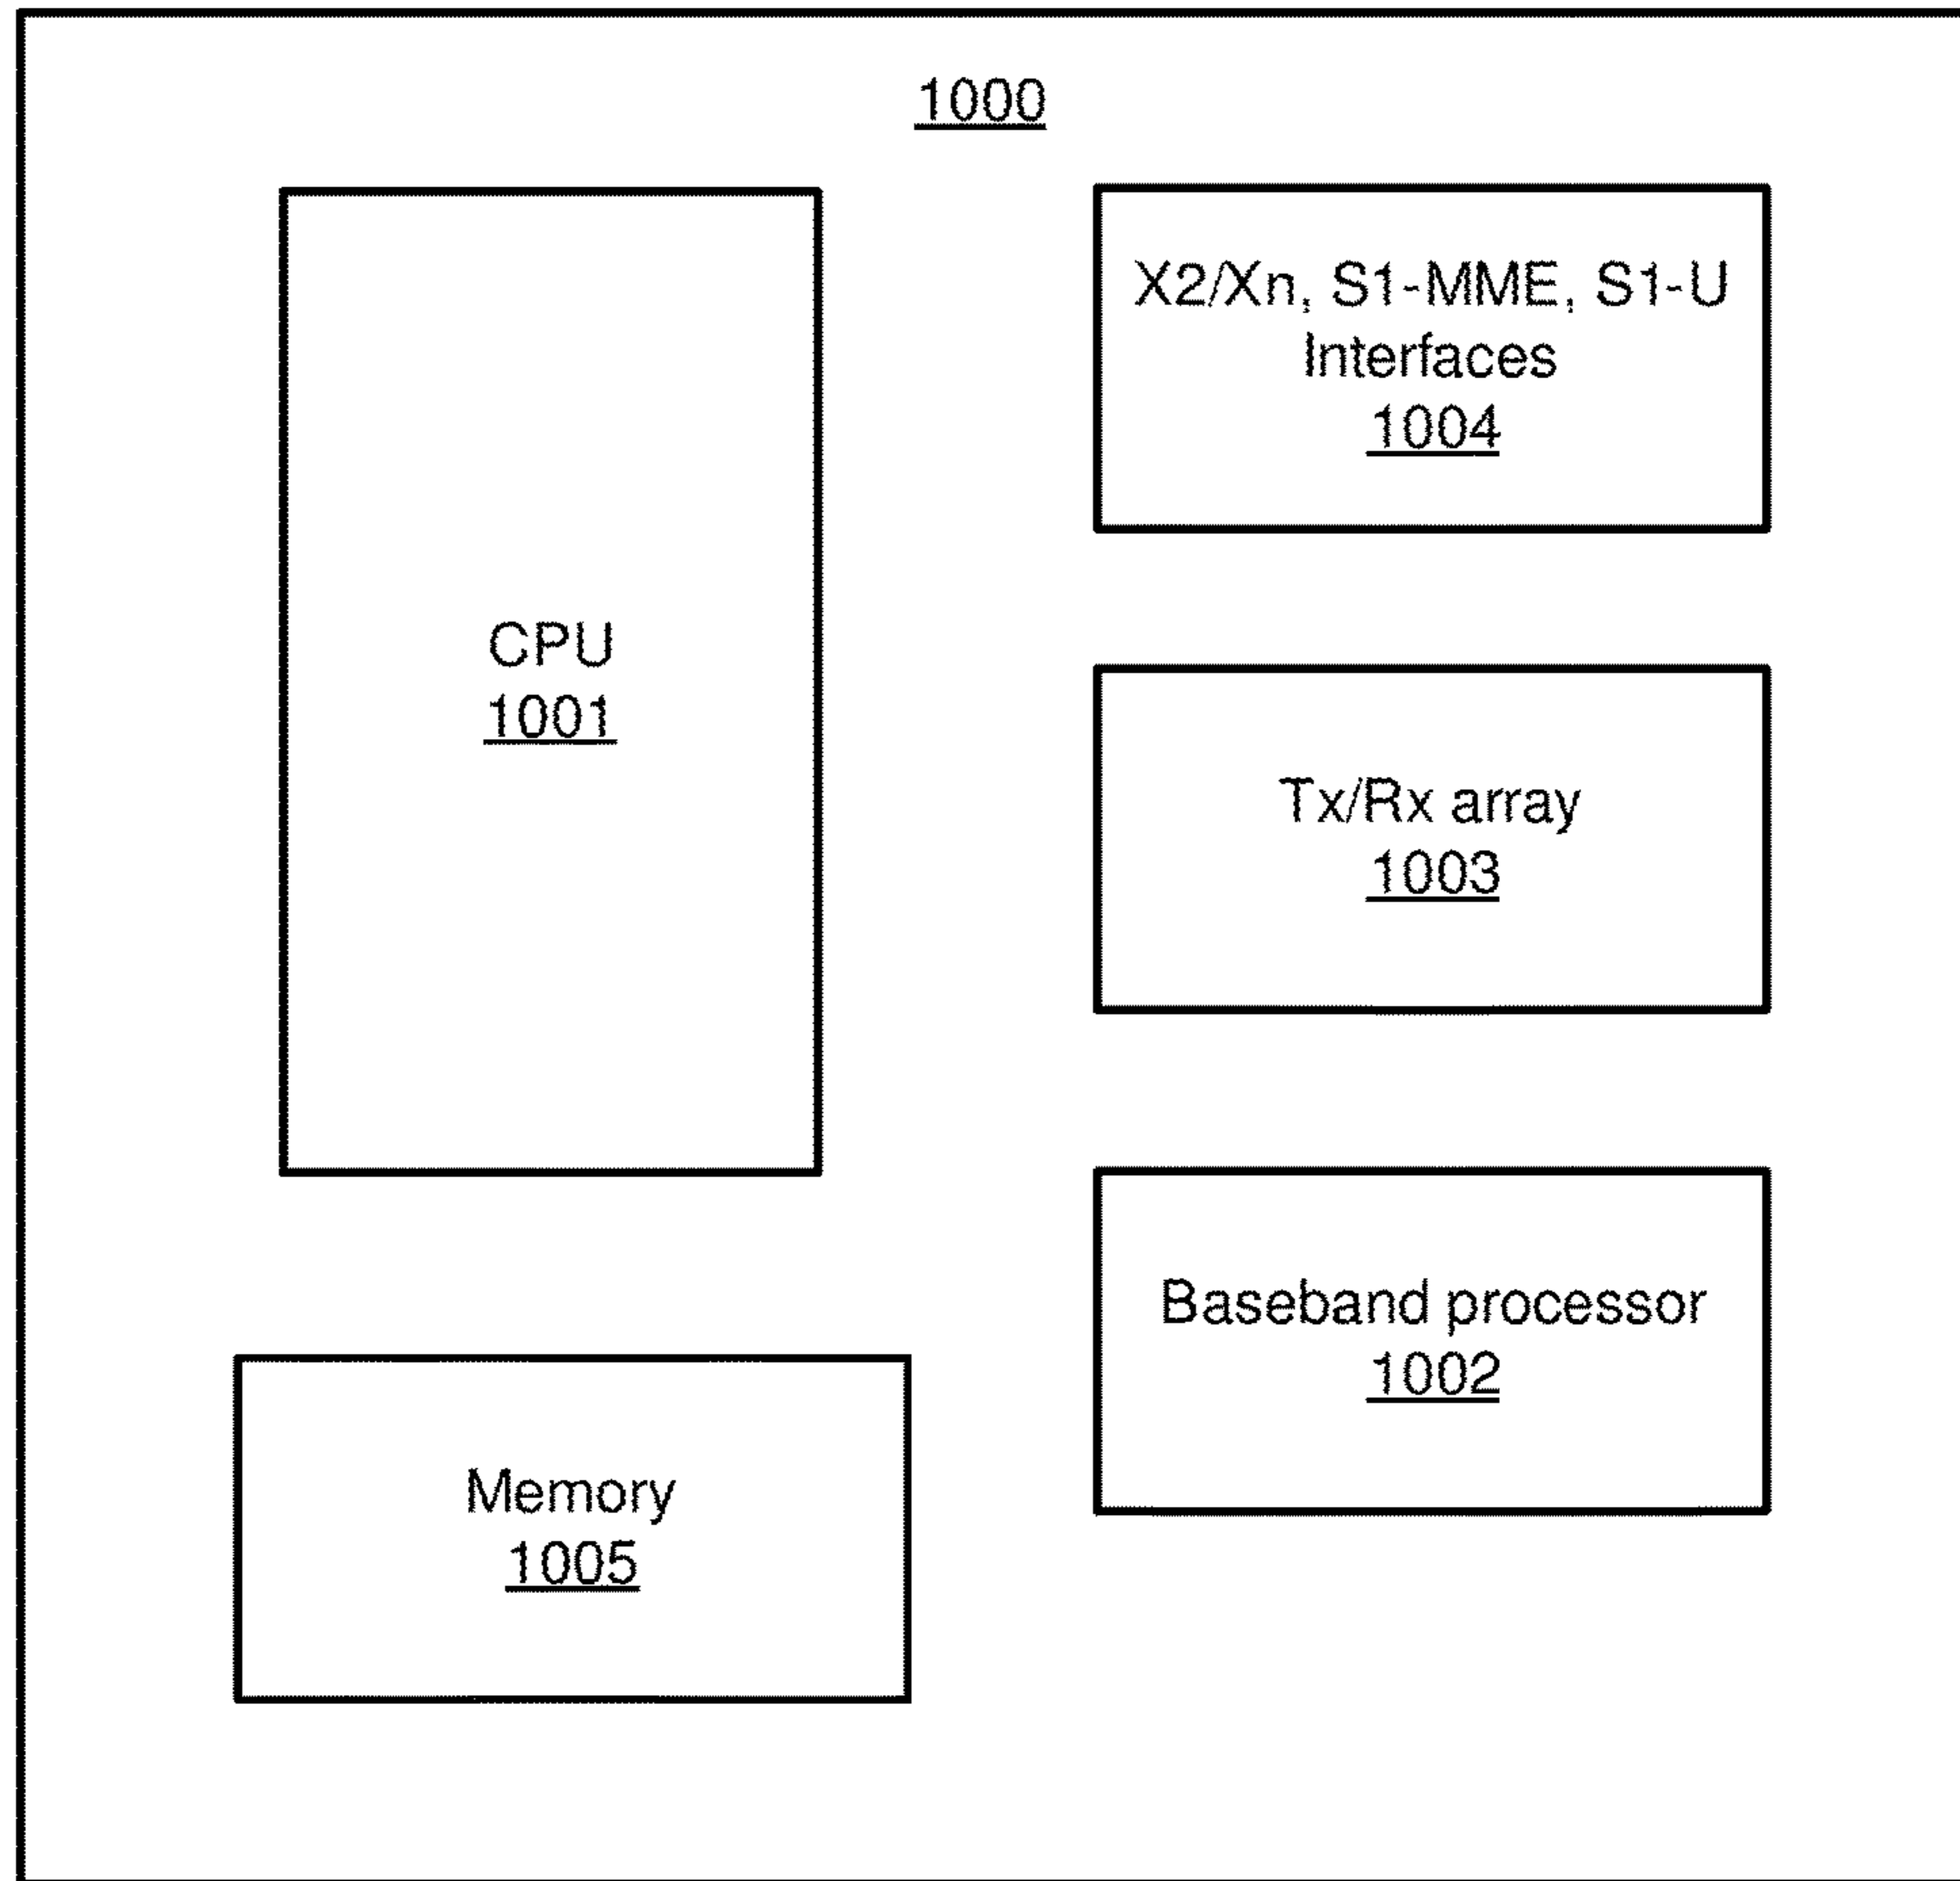 1000
CPU
1001
X2/Xn, S1-MME, S1-U
Interfaces
1004
Tx/Rx array
1003
Baseband processor
1002
Memory
1005